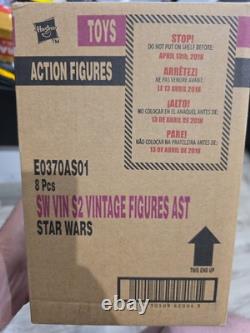 Hasbro
TM
TOYS
ACTION FIGURES
STOP!
DO NOT PUT ON SHELF BEFORE:
APRIL 13th, 2018
ARRÊTEZ!
NE PAS VENDRE AVANT:
LE 13 AVRIL 2018
¡ALTO!
NO COLOCAR EN EL ANAQUEL ANTES DE:
13 DE ABRIL DE 2018
PARE!
NÃO COLOCAR NA PRATELEIRA ANTES DE:
13 DE ABRIL DE 2018
E0370AS01
8 Pcs
SW VIN S2 VINTAGE FIGURES AST
STAR WARS
THIS END UP